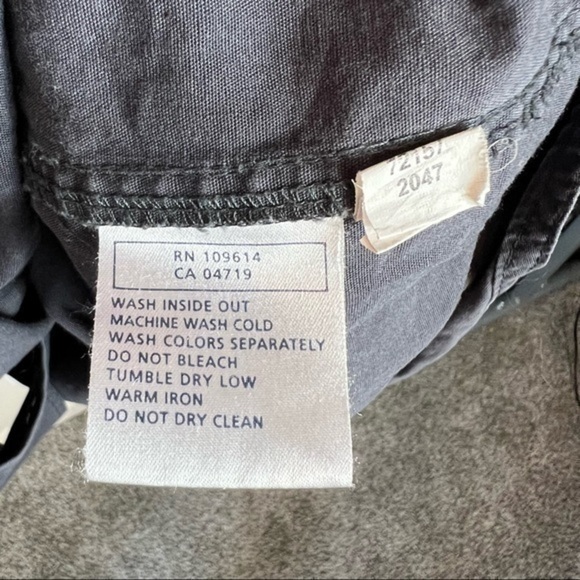 2047
RN 109614
CA 04719
WASH INSIDE OUT
MACHINE WASH COLD
WASH COLORS SEPARATELY
DO NOT BLEACH
TUMBLE DRY LOW
WARM IRON
DO NOT DRY CLEAN